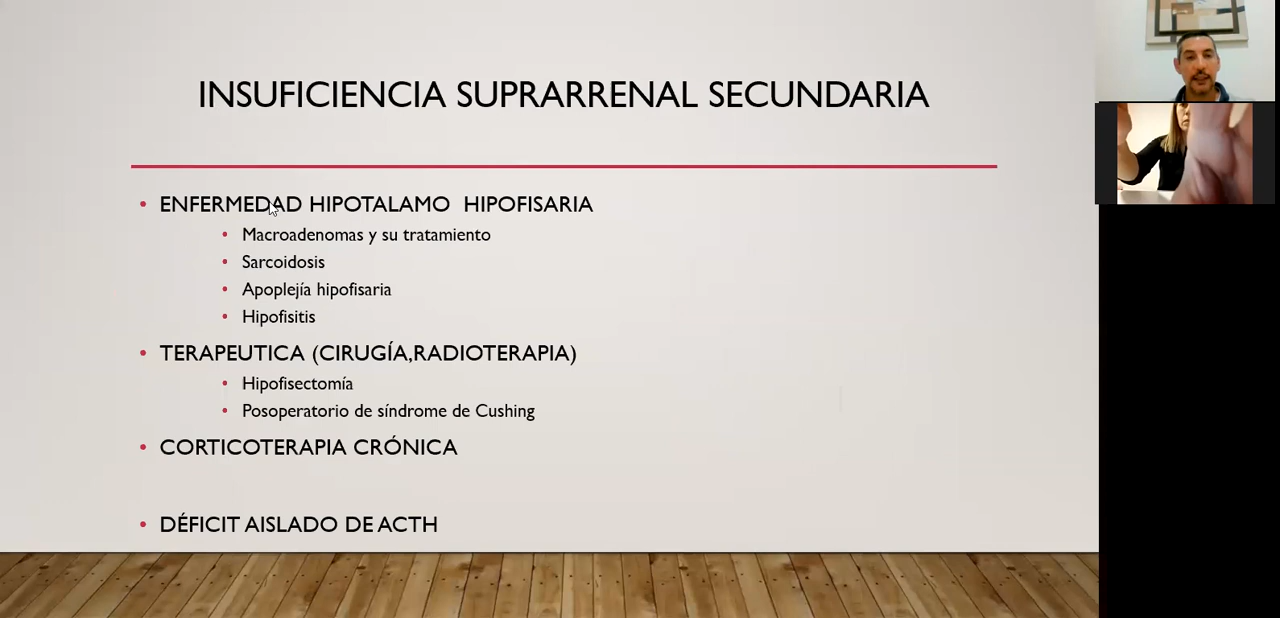 INSUFICIENCIA SUPRARRENAL SECUNDARIA
• ENFERMEDAD HIPOTALAMO HIPOFISARIA
• Macroadenomas y su tratamiento
• Sarcoidosis
• Apoplejía hipofisaria
• Hipofisitis
• TERAPEUTICA (CIRUGÍA,RADIOTERAPIA)
• Hipofisectomía
• Posoperatorio de síndrome de Cushing
• CORTICOTERAPIA CRÓNICA
• DÉFICIT AISLADO DE ACTH